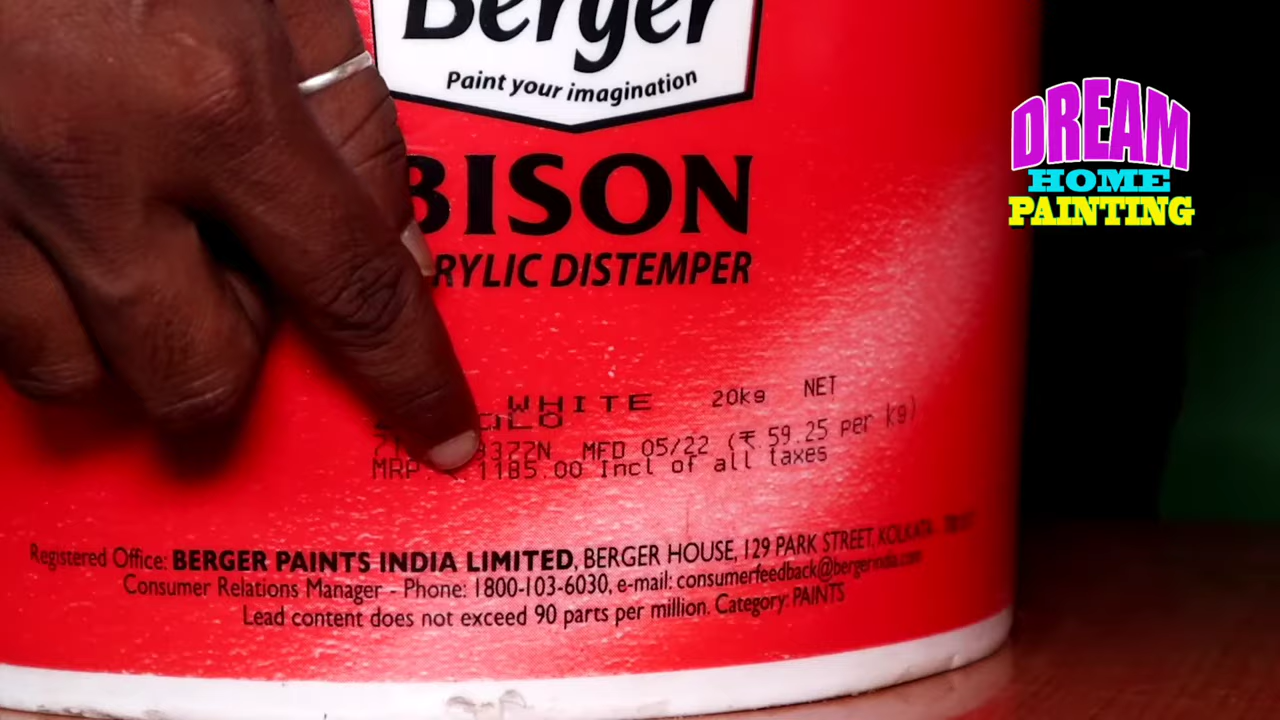 Berger
Paint your imagination
BISON
RYLIC DISTEMPER
WHITE 20kg NET
372N MFD 05/22 (₹ 59.25 per kg)
MRP 1185.00 Incl of all taxes
Registered Office: BERGER PAINTS INDIA LIMITED, BERGER HOUSE, 129 PARK STREET, KOLKATA
Consumer Relations Manager - Phone: 1800-103-6030, e-mail: consumerfeedback@bergerindia.com
Lead content does not exceed 90 parts per million. Category: PAINTS
DREAM
HOME
PAINTING